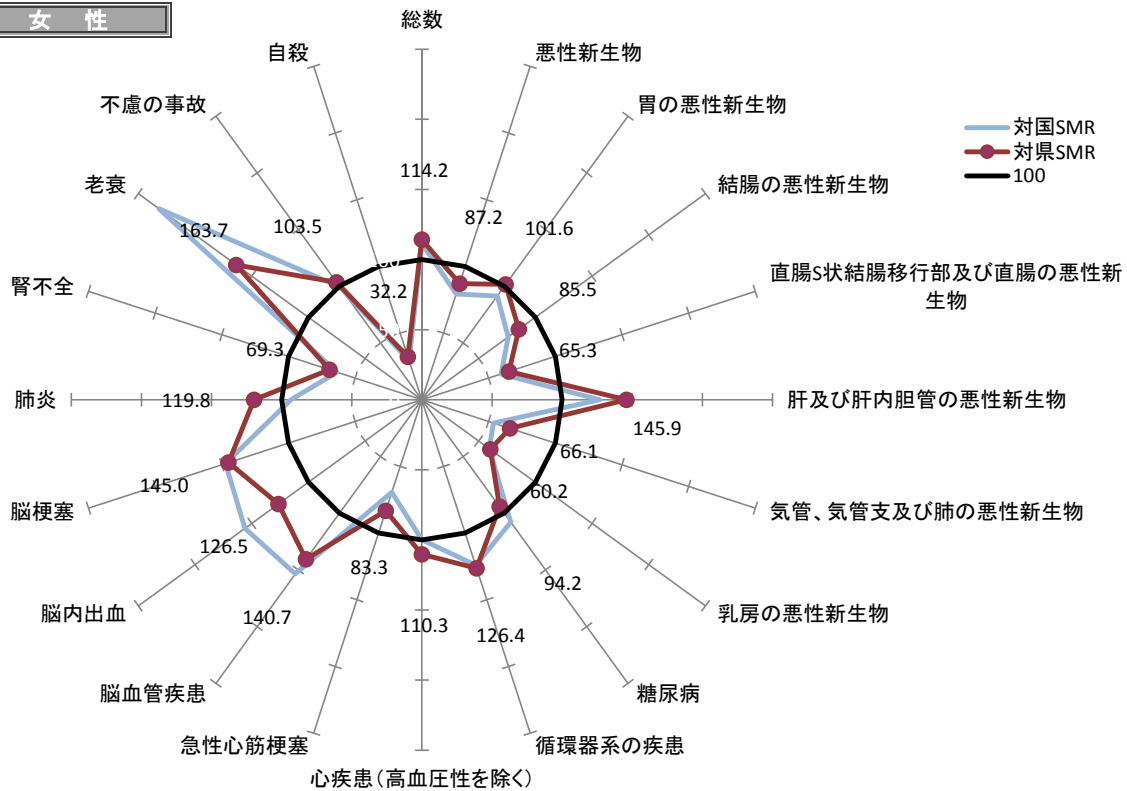 女 性
総数
悪性新生物
胃の悪性新生物
結腸の悪性新生物
直腸S状結腸移行部及び直腸の悪性新
生物
肝及び肝内胆管の悪性新生物
気管、気管支及び肺の悪性新生物
乳房の悪性新生物
糖尿病
循環器系の疾患
心疾患(高血圧性を除く)
急性心筋梗塞
脳血管疾患
脳内出血
脳梗塞
肺炎
腎不全
老衰
不慮の事故
自殺
114.2
87.2
101.6
85.5
65.3
145.9
66.1
60.2
94.2
126.4
110.3
83.3
140.7
126.5
145.0
119.8
69.3
163.7
103.5
32.2
対国SMR
対県SMR
100